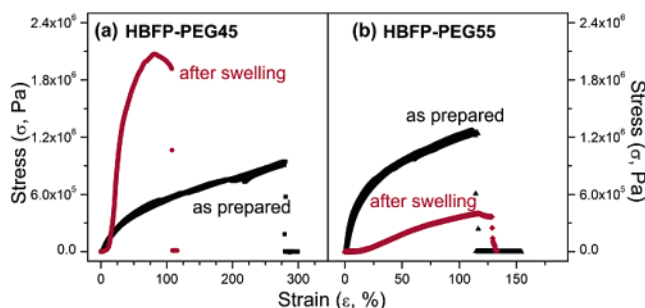 (a) HBFP-PEG45
(b) HBFP-PEG55
2.4x10⁶
1.8x10⁶
1.2x10⁶
6.0x10⁵
0.0
Stress (σ, Pa)
after swelling
as prepared
as prepared
after swelling
2.4x10⁶
1.8x10⁶
1.2x10⁶
6.0x10⁵
0.0
Stress (σ, Pa)
0 100 200 300 0 50 100 150
Strain (ε, %)